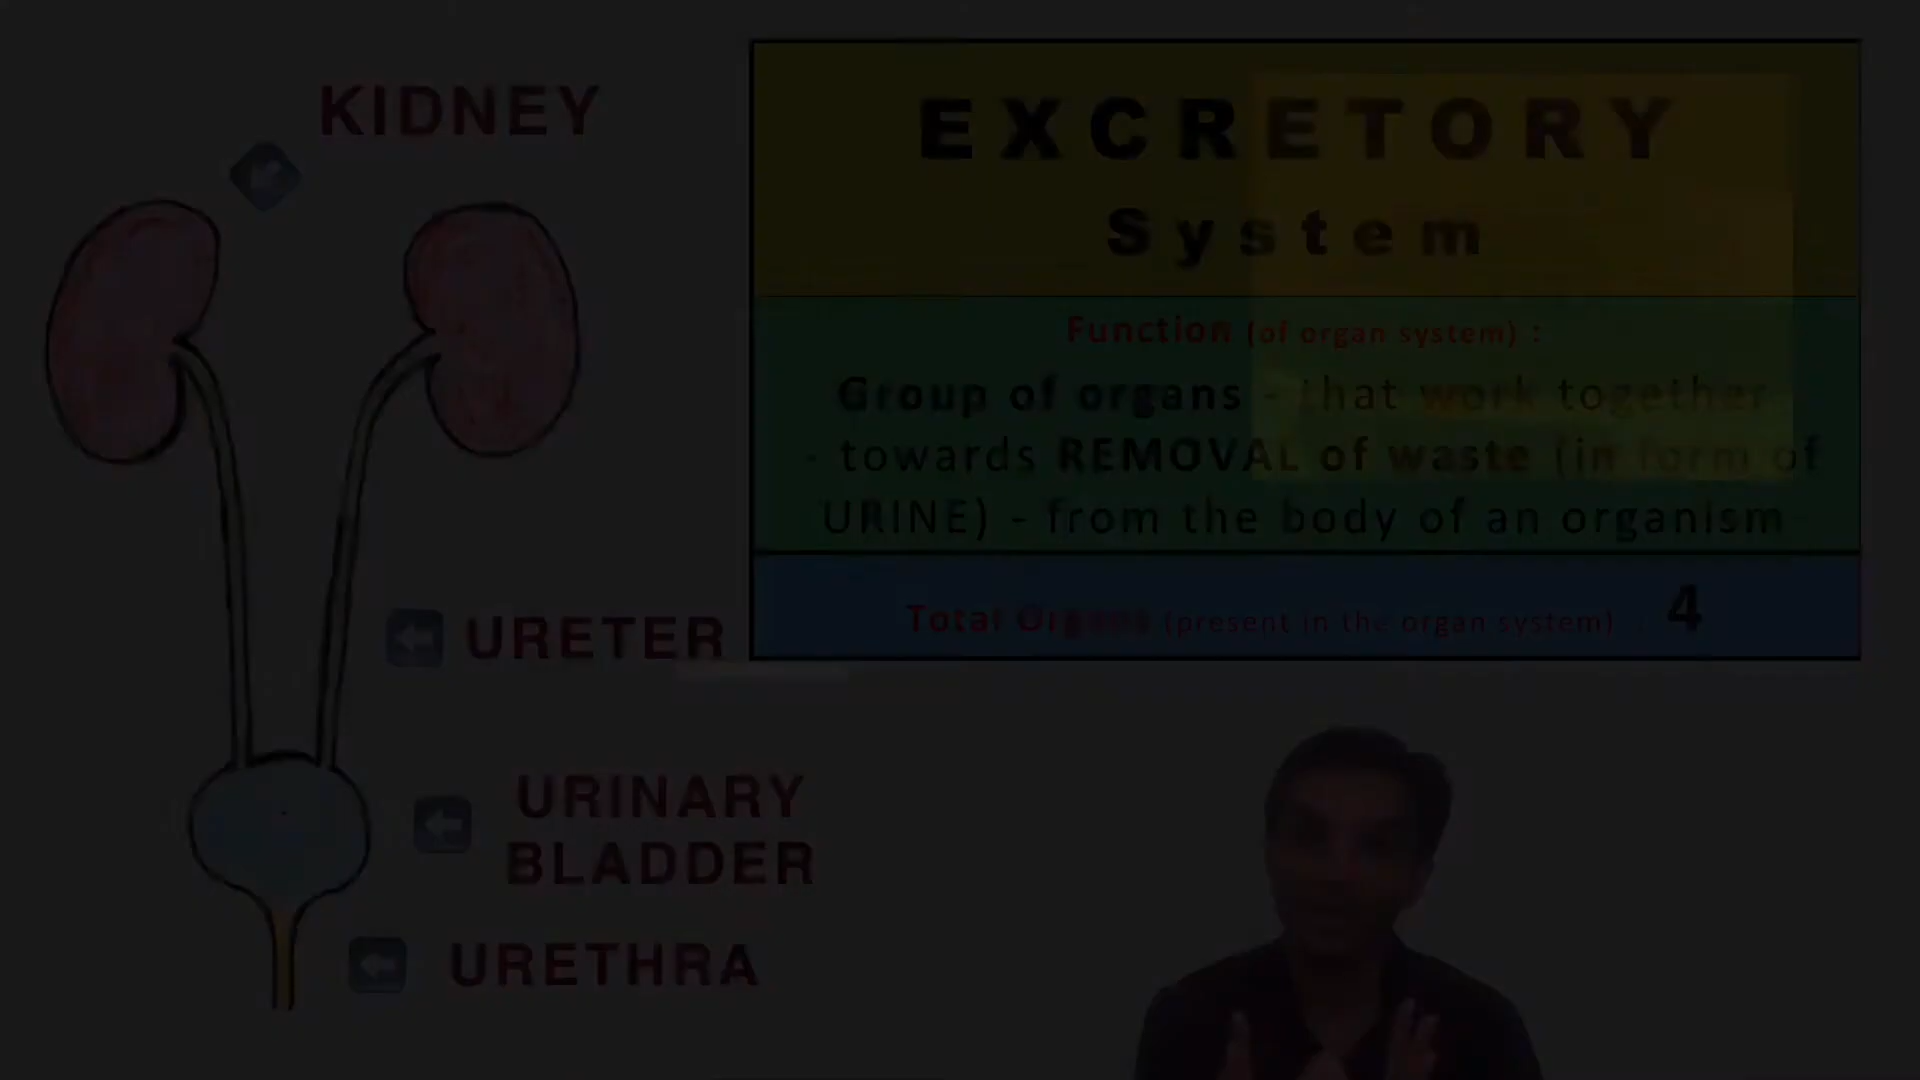 KIDNEY
EXCRETORY
System
Function (of organ system) :
Group of organs - that work together
- towards REMOVAL of waste (in form of
URINE) - from the body of an organism
Total Organs (present in the organ system) : 4
URETER
URINARY
BLADDER
URETHRA